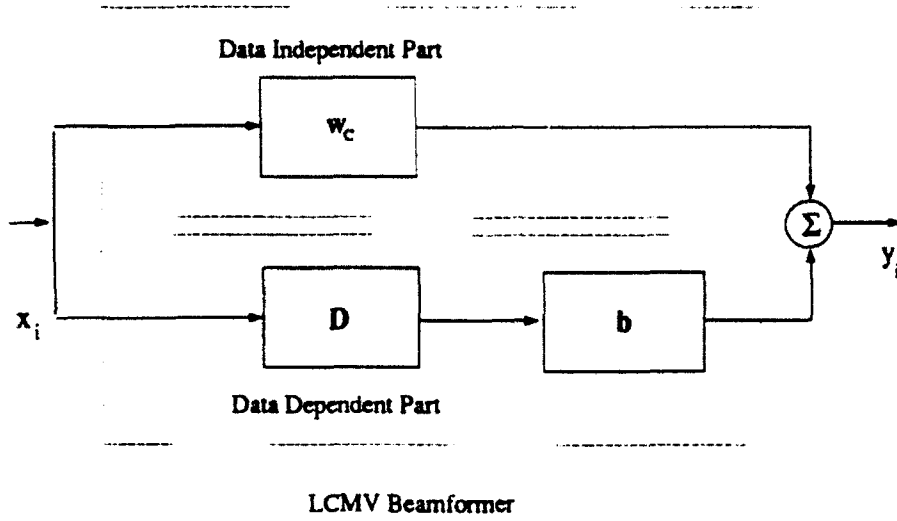 Data Independent Part
w_c
Σ
y_i
x_i
D
b
Data Dependent Part
LCMV Beamformer